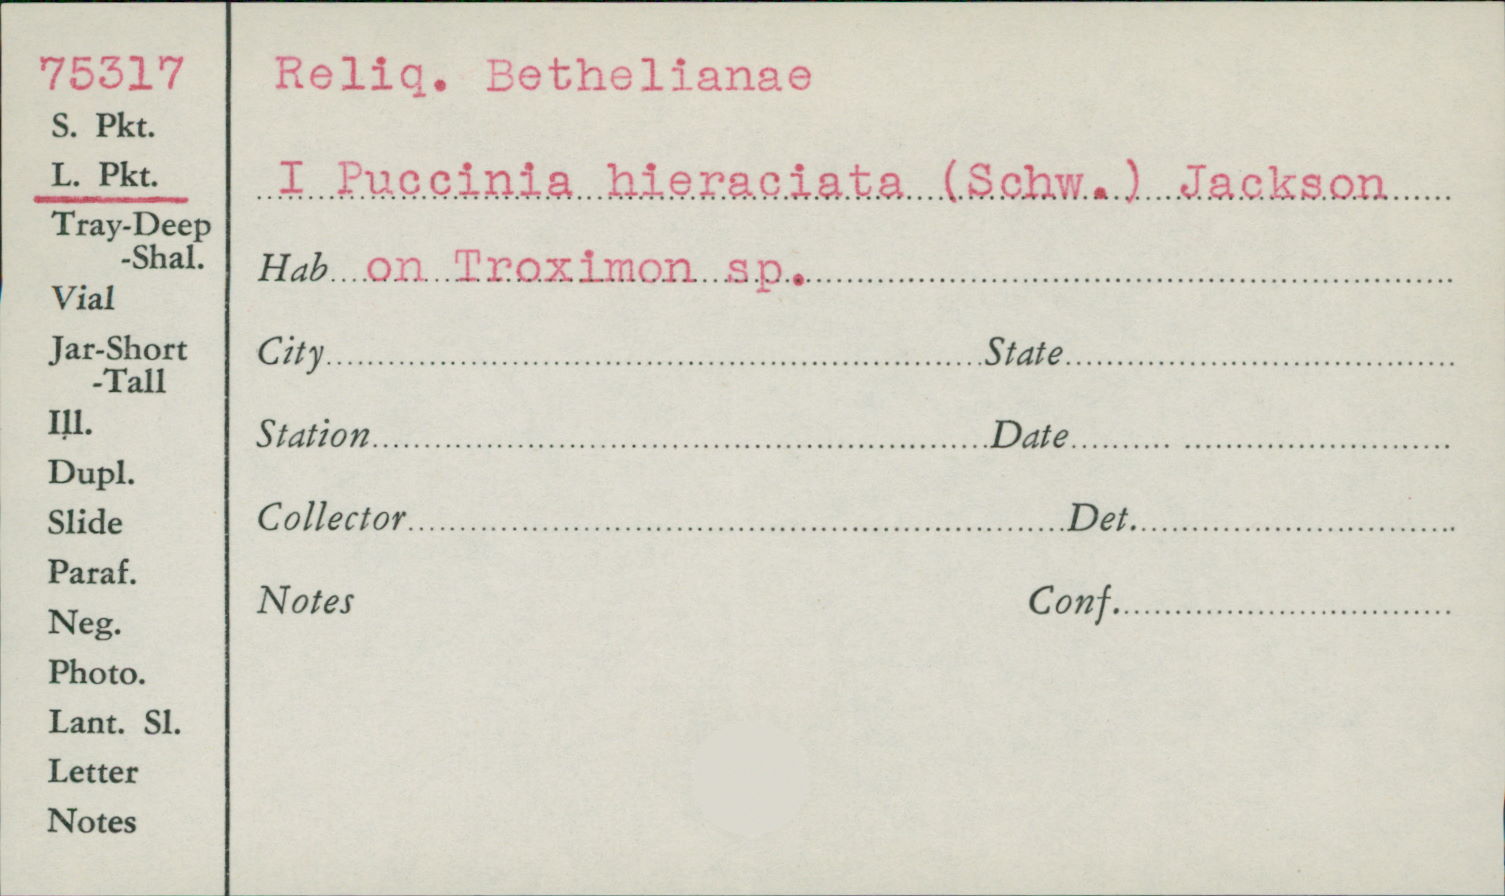 75317
S. Pkt.
L. Pkt.
Tray-Deep
-Shal.
Vial
Jar-Short
-Tall
Ill.
Dupl.
Slide
Paraf.
Neg.
Photo.
Lant. Sl.
Letter
Notes
Reliq. Bethelianae
I Puccinia hieraciata (Schw.) Jackson
Hab on Troximon sp.
City State
Station Date
Collector Det.
Notes Conf.